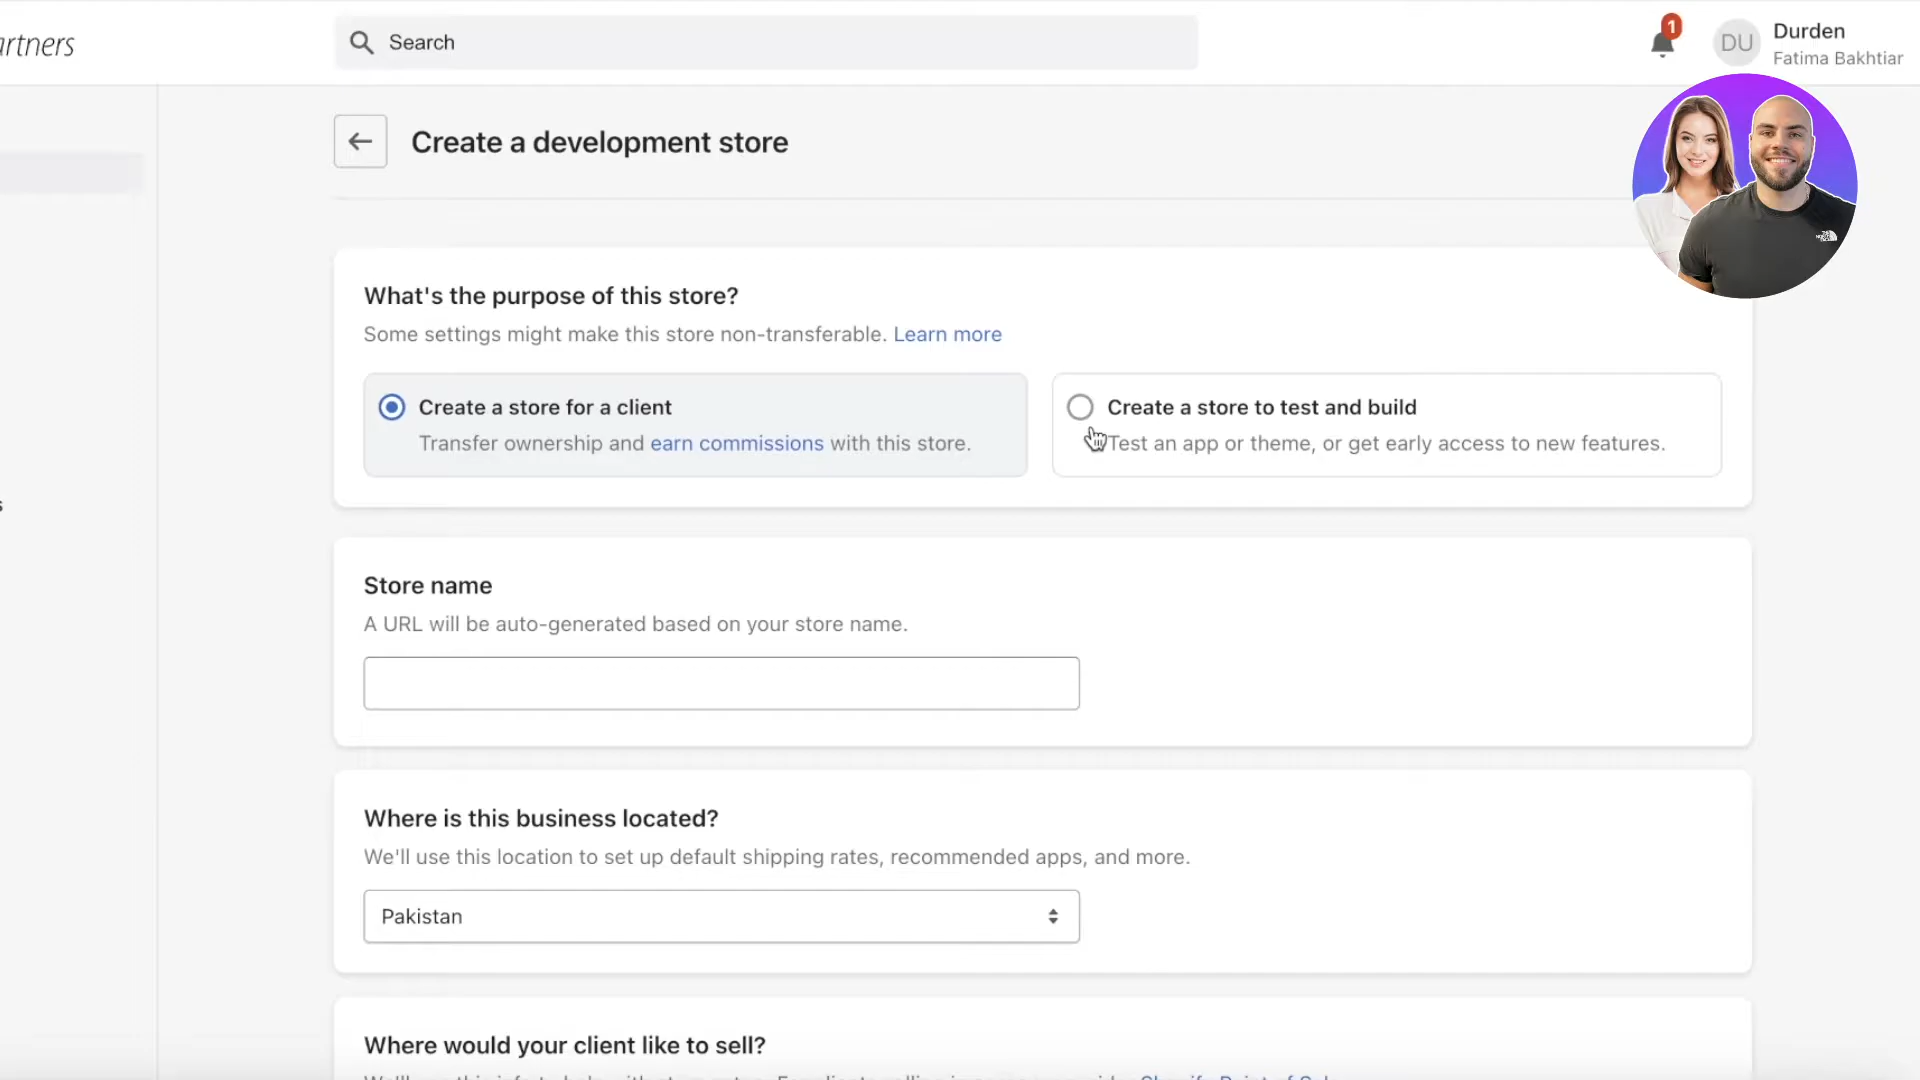 artners
Search
1
DU
Durden
Fatima Bakhtiar
Create a development store
THE NORTH FACE
What's the purpose of this store?
Some settings might make this store non-transferable. Learn more
Create a store for a client
Transfer ownership and earn commissions with this store.
Create a store to test and build
Test an app or theme, or get early access to new features.
s
Store name
A URL will be auto-generated based on your store name.
Where is this business located?
We'll use this location to set up default shipping rates, recommended apps, and more.
Pakistan
Where would your client like to sell?